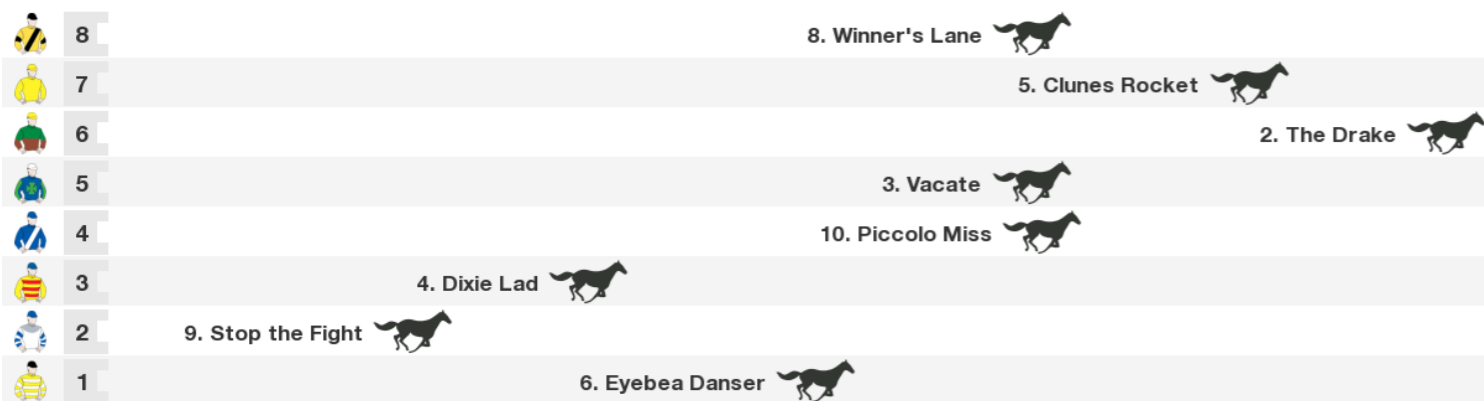 8 8. Winner's Lane
7 5. Clunes Rocket
6 2. The Drake
5 3. Vacate
4 10. Piccolo Miss
3 4. Dixie Lad
2 9. Stop the Fight
1 6. Eyebea Danser